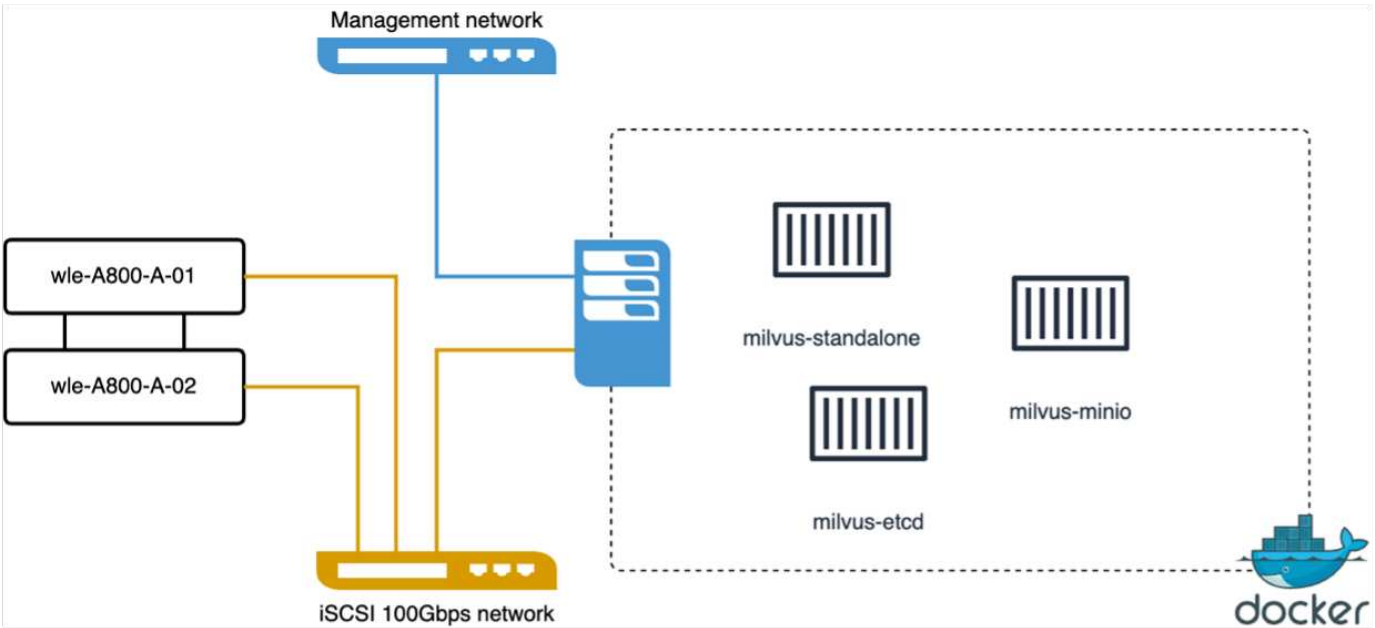 Management network
wle-A800-A-01
wle-A800-A-02
milvus-standalone
milvus-minio
milvus-etcd
iSCSI 100Gbps network
docker